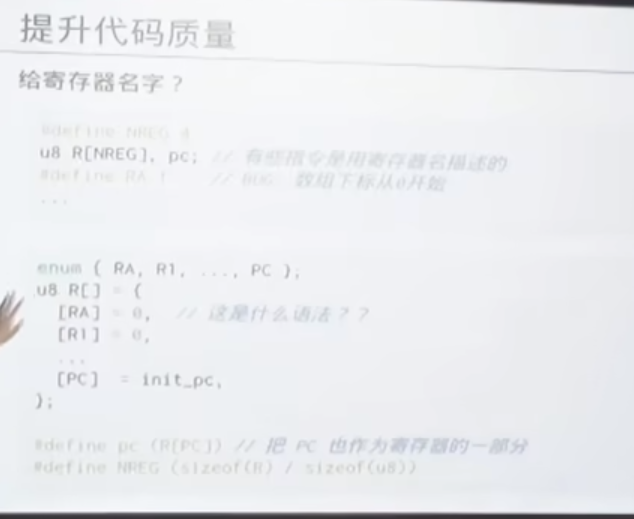 提升代码质量
给寄存器名字？
#define NREG 4
u8 R[NREG], pc; // 有些指令是用寄存器名描述的
#define RA 1 // BUG: 数组下标从0开始
...
enum { RA, R1, ..., PC };
u8 R[] = {
[RA] = 0, // 这是什么语法？？
[R1] = 0,
...
[PC] = init_pc,
};
#define pc (R[PC]) // 把 PC 也作为寄存器的一部分
#define NREG (sizeof(R) / sizeof(u8))